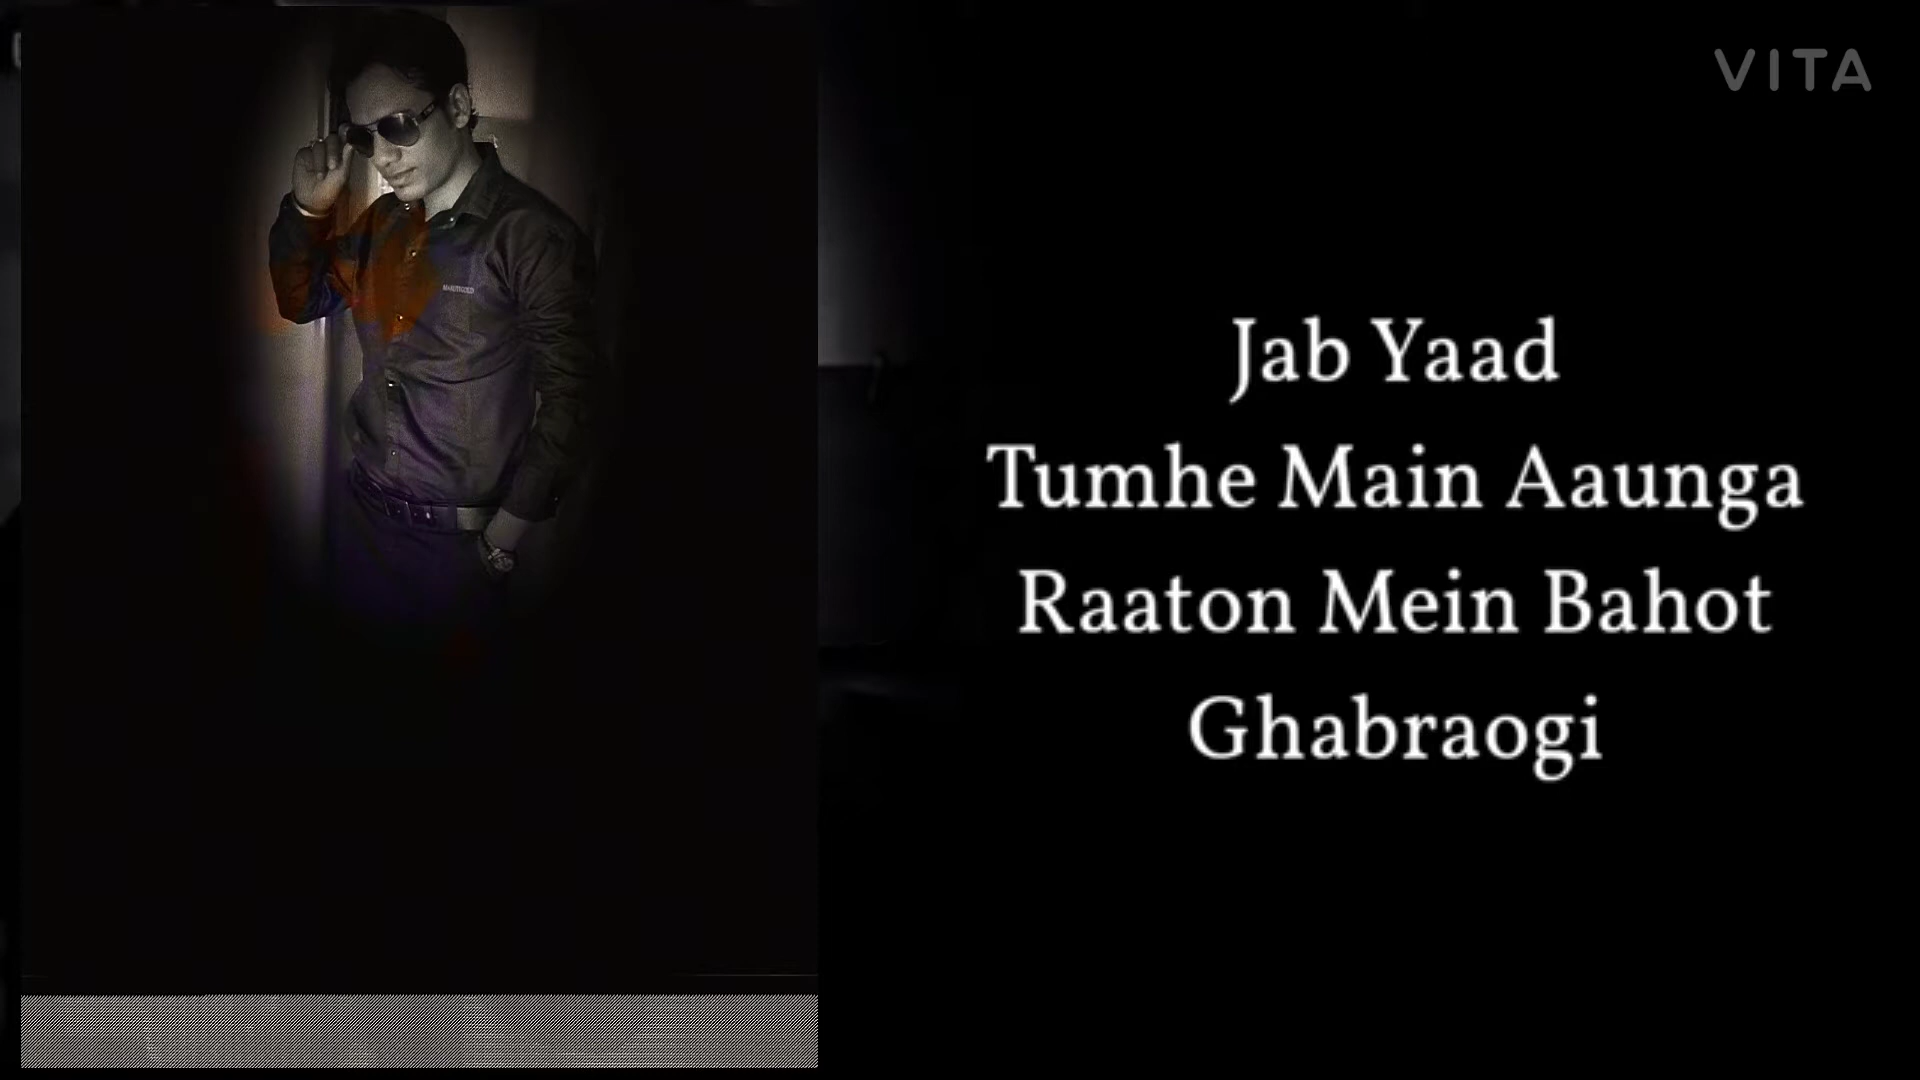 VITA
Jab Yaad
Tumhe Main Aaunga
Raaton Mein Bahot
Ghabraogi